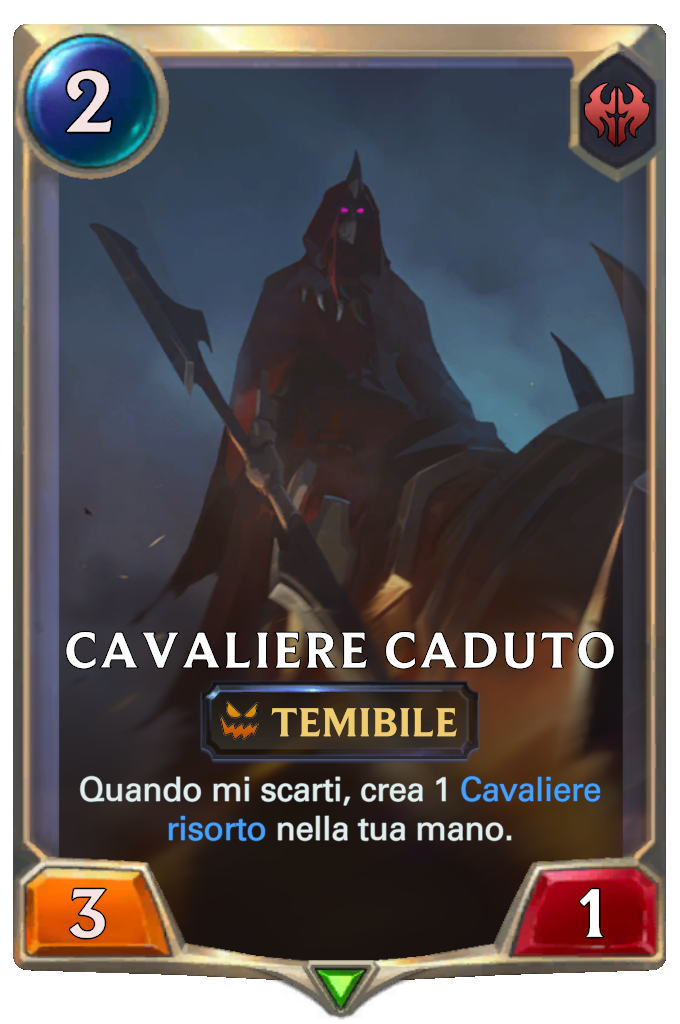 2
CAVALIERE CADUTO
TEMIBILE
Quando mi scarti, crea 1 Cavaliere
risorto nella tua mano.
3
1